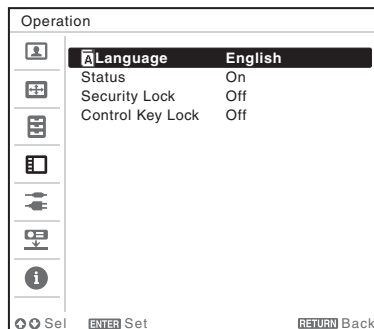 Operation
A Language English
Status On
Security Lock Off
Control Key Lock Off
Sel ENTER Set RETURN Back